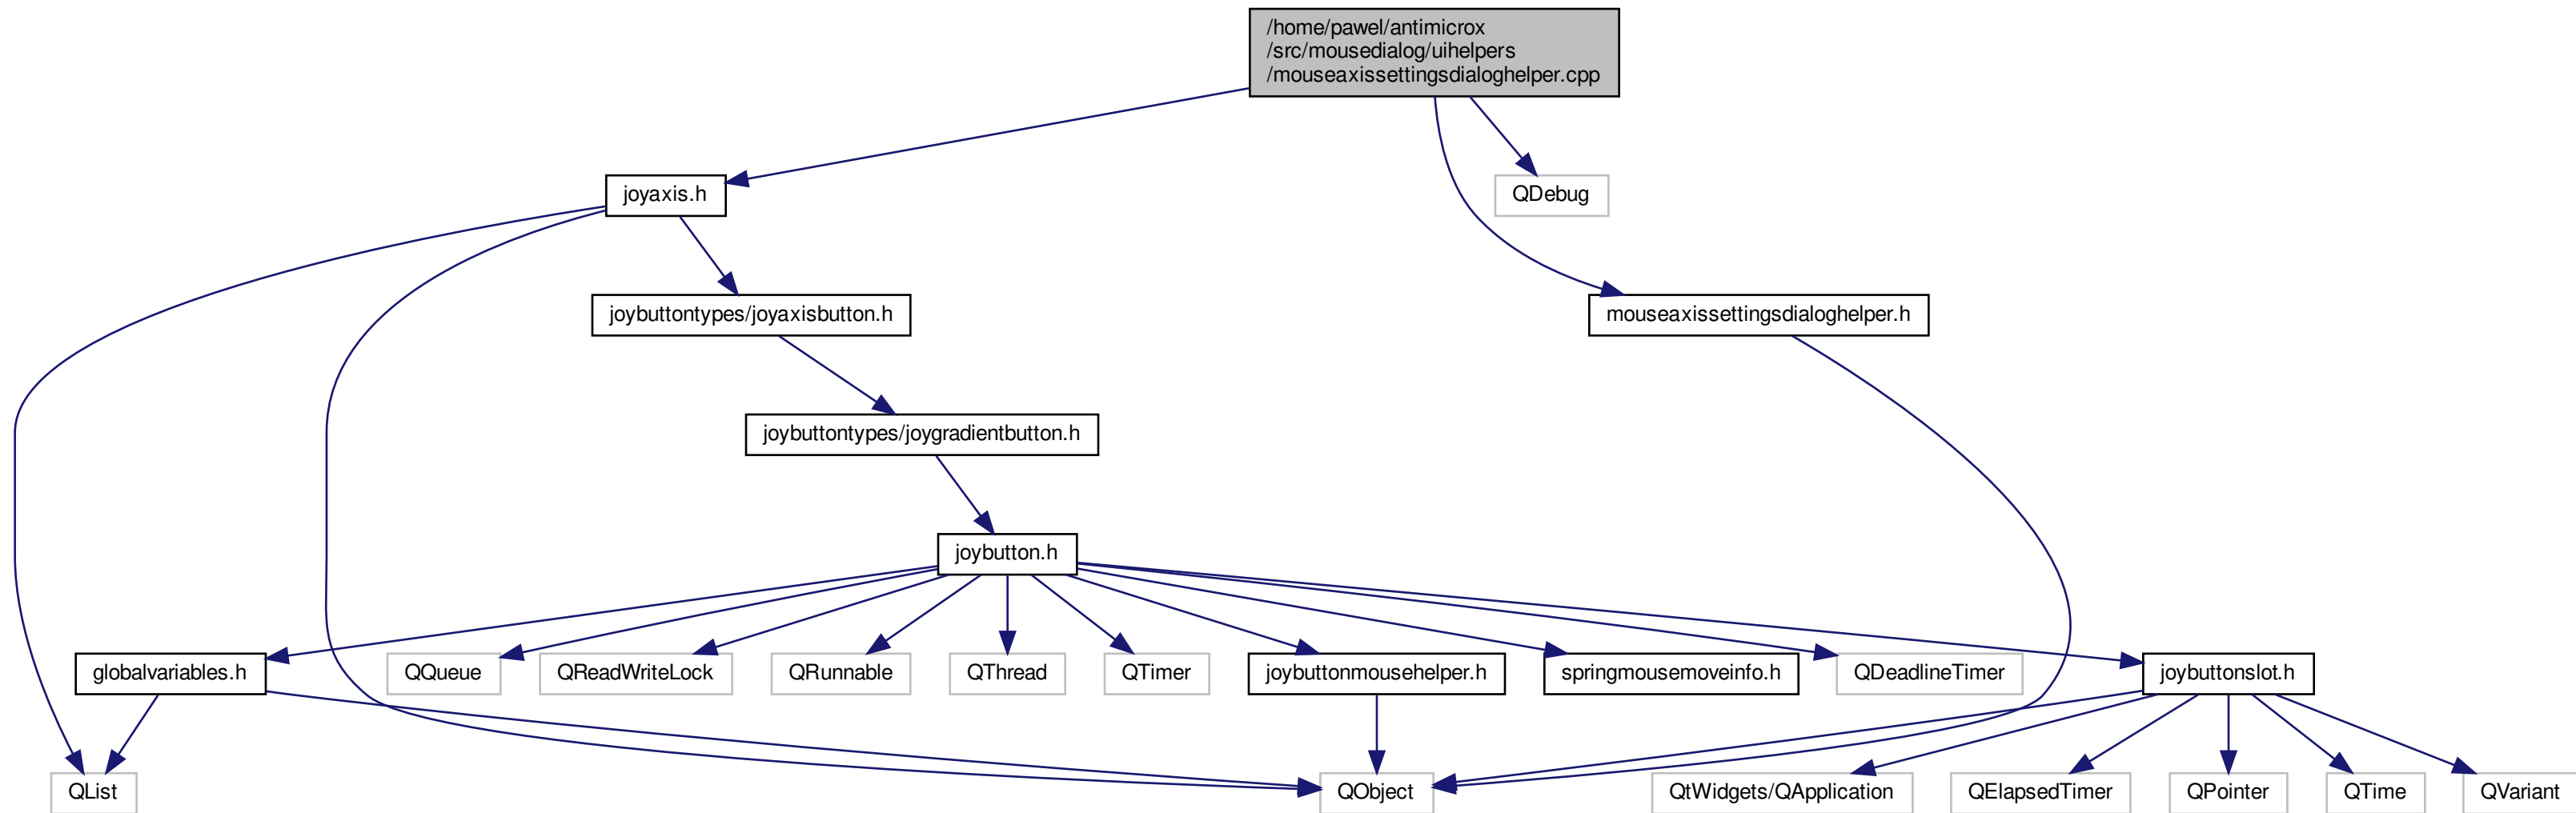 /home/pawel/antimicrox
/src/mousedialog/uihelpers
/mouseaxissettingsdialoghelper.cpp
joyaxis.h
QDebug
joybuttontypes/joyaxisbutton.h
mouseaxissettingsdialoghelper.h
joybuttontypes/joygradientbutton.h
joybutton.h
globalvariables.h
QQueue
QReadWriteLock
QRunnable
QThread
QTimer
joybuttonmousehelper.h
springmousemoveinfo.h
QDeadlineTimer
joybuttonslot.h
QList
QObject
QtWidgets/QApplication
QElapsedTimer
QPointer
QTime
QVariant